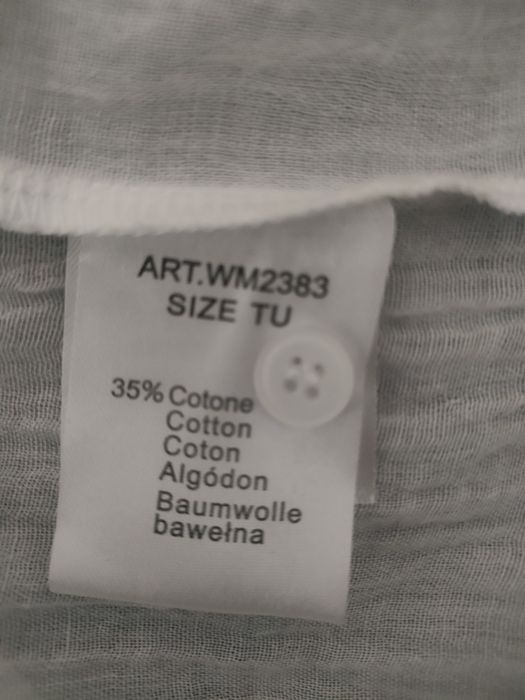 ART.WM2383
SIZE TU
35% Cotone
Cotton
Coton
Algódon
Baumwolle
bawełna